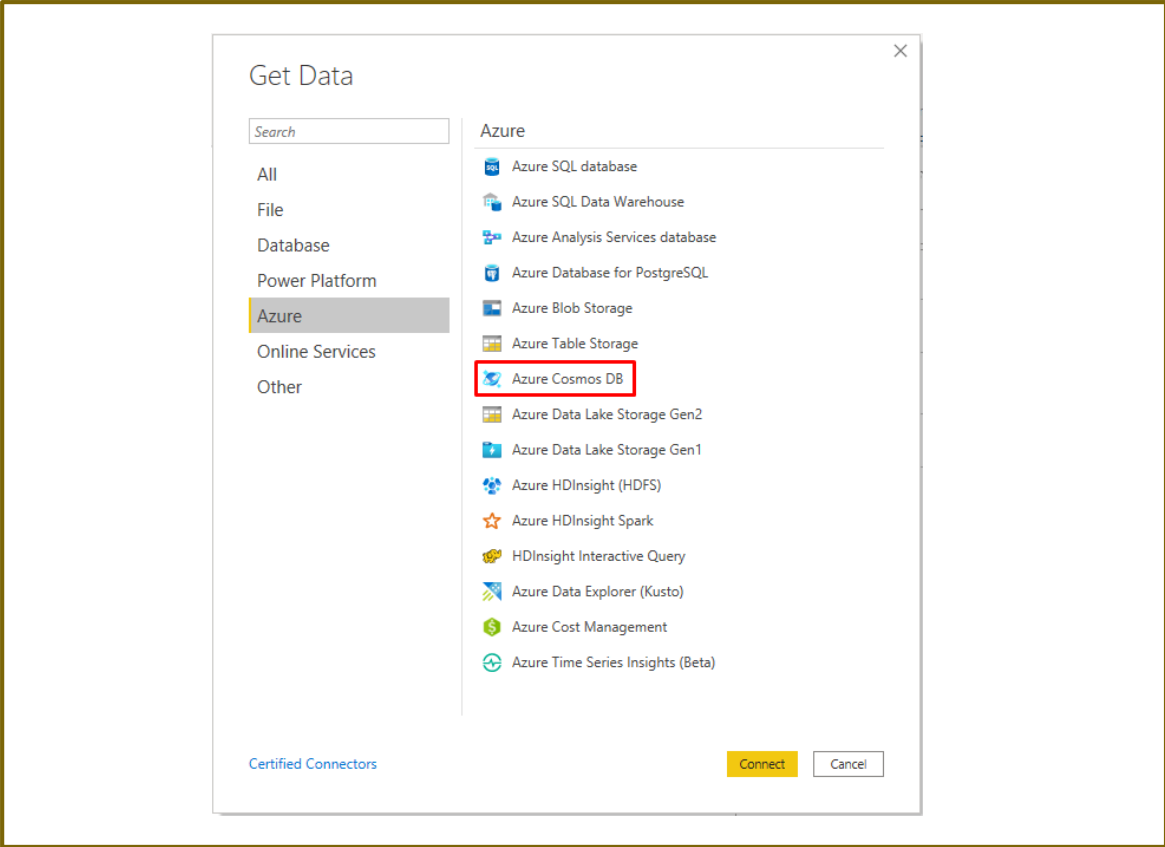 Get Data
Search
All
File
Database
Power Platform
Azure
Online Services
Other
Azure
Azure SQL database
Azure SQL Data Warehouse
Azure Analysis Services database
Azure Database for PostgreSQL
Azure Blob Storage
Azure Table Storage
Azure Cosmos DB
Azure Data Lake Storage Gen2
Azure Data Lake Storage Gen1
Azure HDInsight (HDFS)
Azure HDInsight Spark
HDInsight Interactive Query
Azure Data Explorer (Kusto)
Azure Cost Management
Azure Time Series Insights (Beta)
Certified Connectors
Connect
Cancel